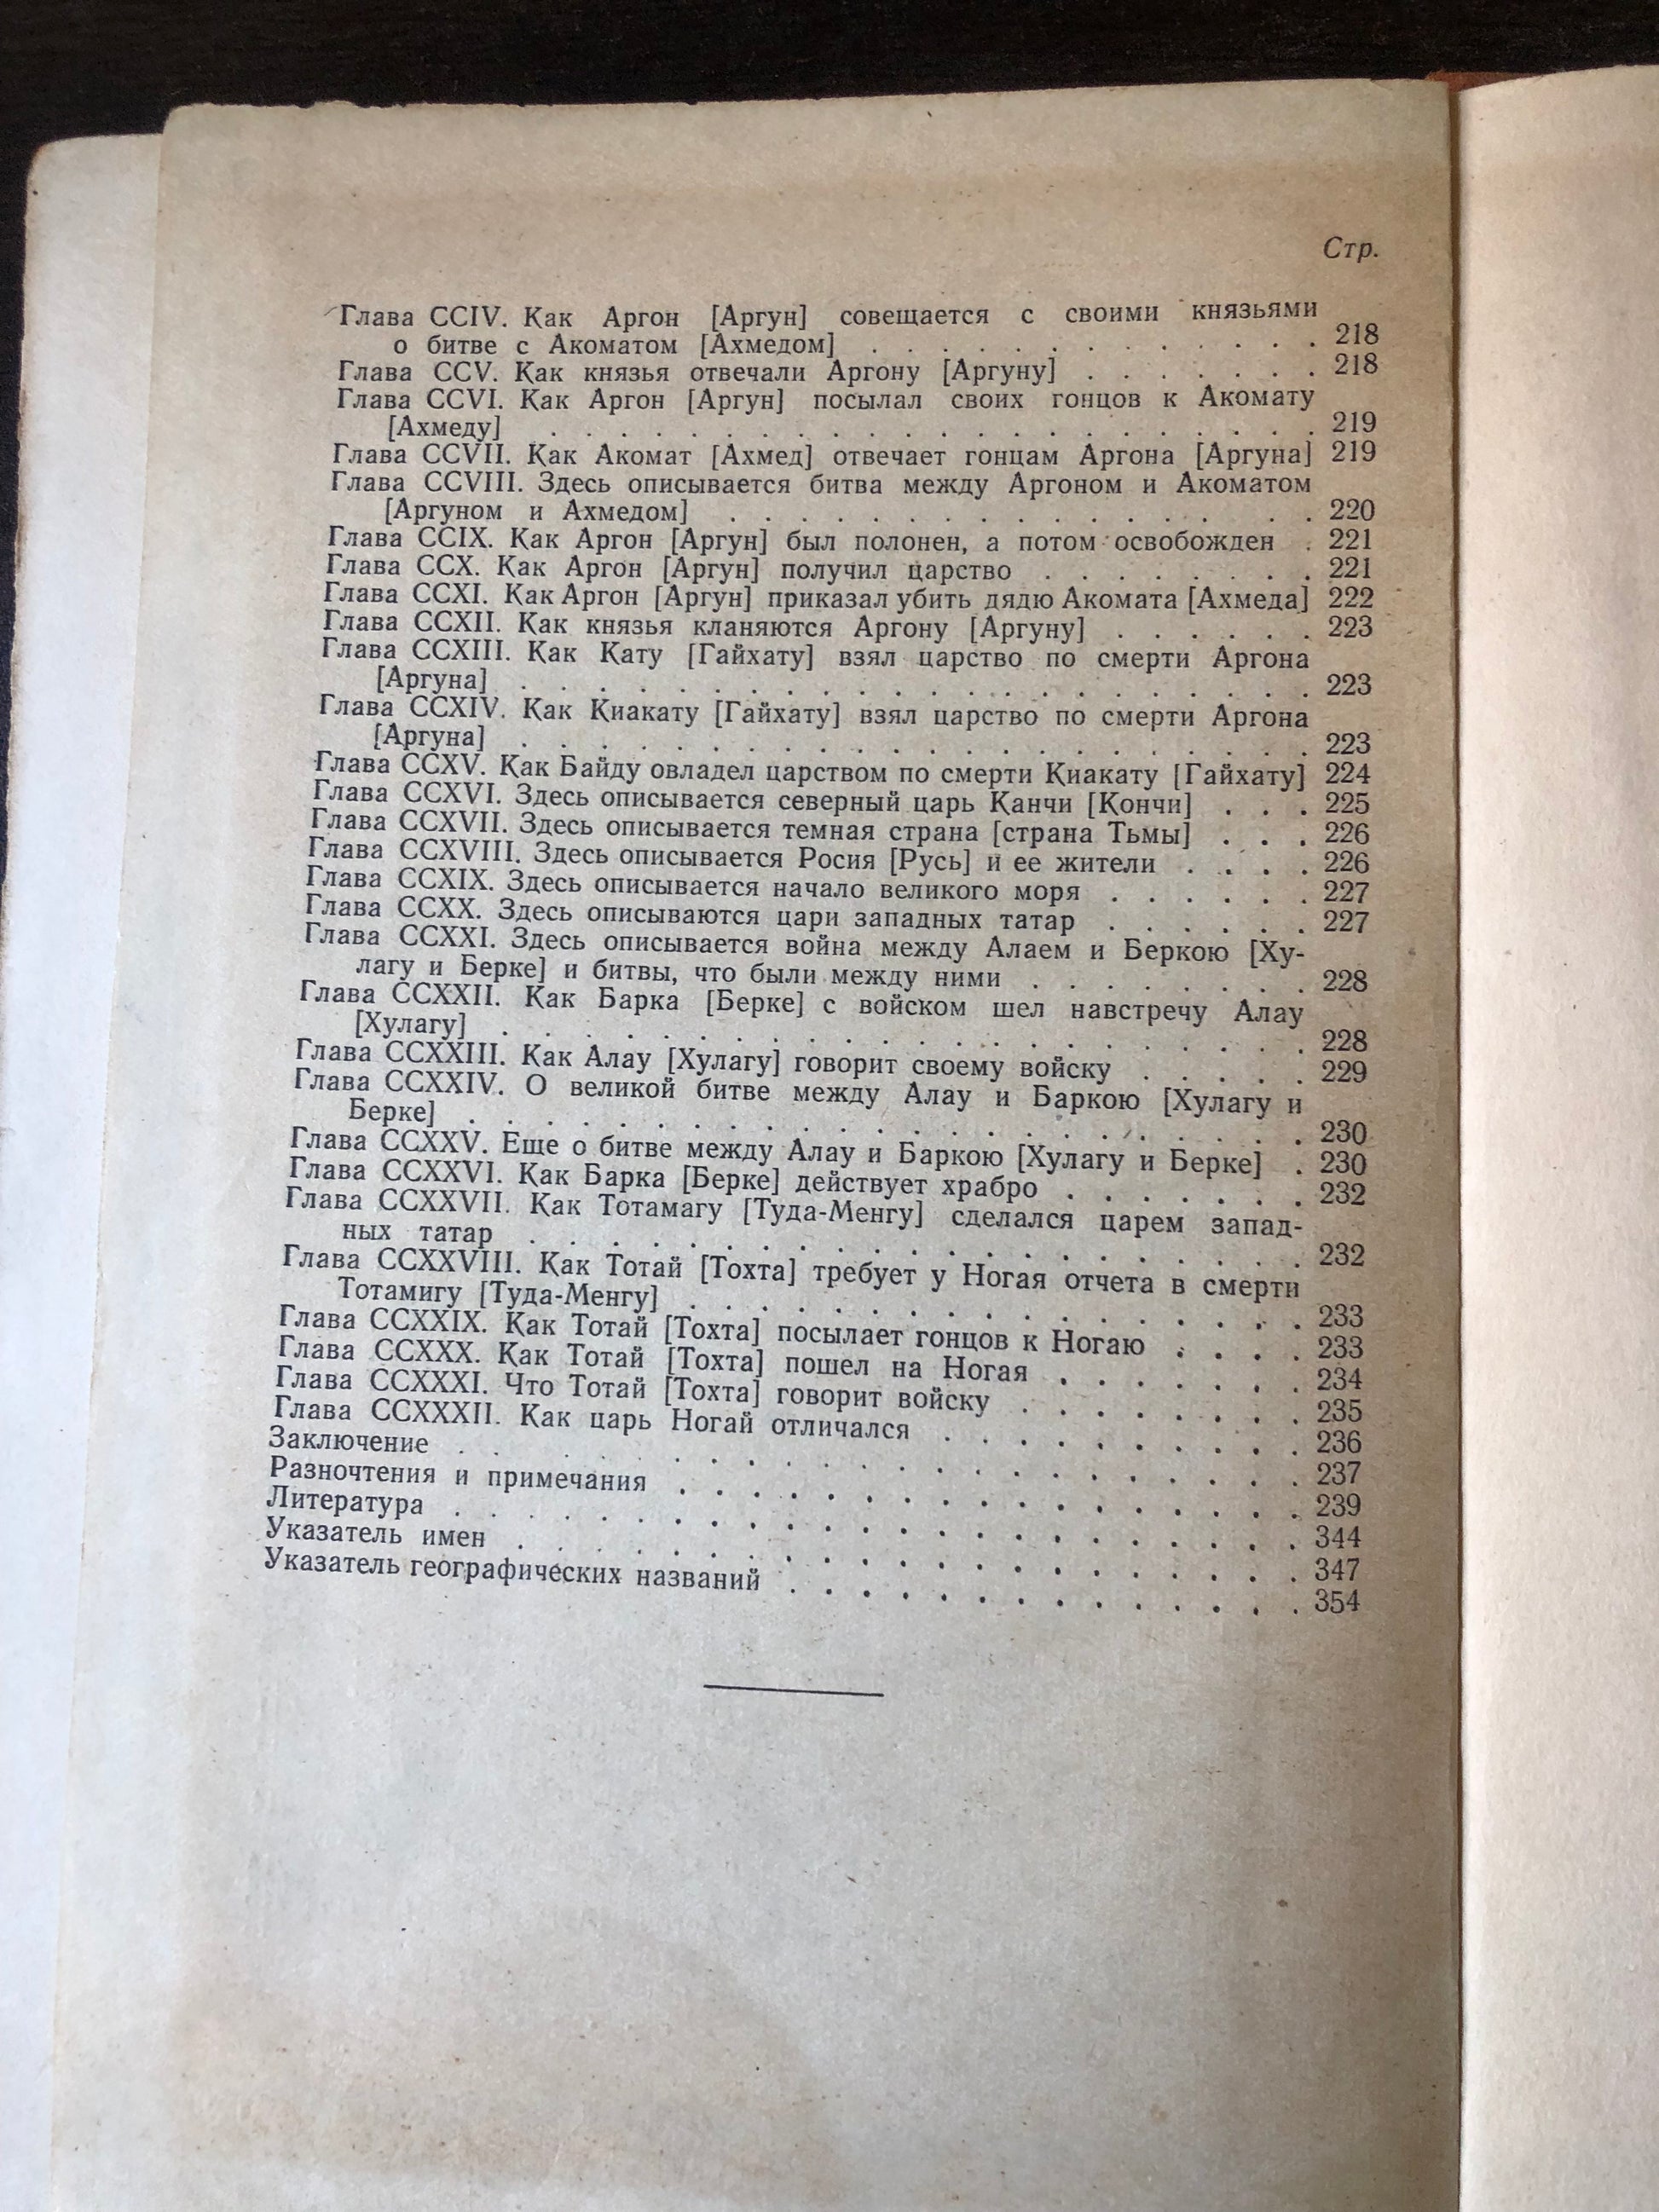 Стр.
Глава CCIV. Как Аргон [Аргун] совещается с своими князьями
о битве с Акоматом [Ахмедом] . . . . . . . . . . . . . 218
Глава CCV. Как князья отвечали Аргону [Аргуну] . . . . . . . 218
Глава CCVI. Как Аргон [Аргун] посылал своих гонцов к Акомату
[Ахмеду] . . . . . . . . . . . . . . . . . . . . . . 219
Глава CCVII. Как Акомат [Ахмед] отвечает гонцам Аргона [Аргуна] 219
Глава CCVIII. Здесь описывается битва между Аргоном и Акоматом
[Аргуном и Ахмедом] . . . . . . . . . . . . . . . . 220
Глава CCIX. Как Аргон [Аргун] был полонен, а потом освобожден . 221
Глава CCX. Как Аргон [Аргун] получил царство . . . . . . . . 221
Глава CCXI. Как Аргон [Аргун] приказал убить дядю Акомата [Ахмеда] 222
Глава CCXII. Как князья кланяются Аргону [Аргуну] . . . . . . 223
Глава CCXIII. Как Кату [Гайхату] взял царство по смерти Аргона
[Аргуна] . . . . . . . . . . . . . . . . . . . . . . 223
Глава CCXIV. Как Киакату [Гайхату] взял царство по смерти Аргона
[Аргуна] . . . . . . . . . . . . . . . . . . . . . . 223
Глава CCXV. Как Байду овладел царством по смерти Киакату [Гайхату] 224
Глава CCXVI. Здесь описывается северный царь Канчи [Кончи] . . . 225
Глава CCXVII. Здесь описывается темная страна [страна Тьмы] . . . 226
Глава CCXVIII. Здесь описывается Росия [Русь] и ее жители . . . . 226
Глава CCXIX. Здесь описывается начало великого моря . . . . . . 227
Глава CCXX. Здесь описываются цари западных татар . . . . . . 227
Глава CCXXI. Здесь описывается война между Алаем и Беркою [Ху-
лагу и Берке] и битвы, что были между ними . . . . . . . . 228
Глава CCXXII. Как Барка [Берке] с войском шел навстречу Алау
[Хулагу] . . . . . . . . . . . . . . . . . . . . . . 228
Глава CCXXIII. Как Алау [Хулагу] говорит своему войску . . . . . 229
Глава CCXXIV. О великой битве между Алау и Баркою [Хулагу и
Берке] . . . . . . . . . . . . . . . . . . . . . . . 230
Глава CCXXV. Еще о битве между Алау и Баркою [Хулагу и Берке] . 230
Глава CCXXVI. Как Барка [Берке] действует храбро . . . . . . . 232
Глава CCXXVII. Как Тотамагу [Туда-Менгу] сделался царем запад-
ных татар . . . . . . . . . . . . . . . . . . . . . 232
Глава CCXXVIII. Как Тотай [Тохта] требует у Ногая отчета в смерти
Тотамигу [Туда-Менгу] . . . . . . . . . . . . . . . . 233
Глава CCXXIX. Как Тотай [Тохта] посылает гонцов к Ногаю . . . . 233
Глава CCXXX. Как Тотай [Тохта] пошел на Ногая . . . . . . . 234
Глава CCXXXI. Что Тотай [Тохта] говорит войску . . . . . . . . 235
Глава CCXXXII. Как царь Ногай отличался . . . . . . . . . . 236
Заключение . . . . . . . . . . . . . . . . . . . . . . . 237
Разночтения и примечания . . . . . . . . . . . . . . . . . 239
Литература . . . . . . . . . . . . . . . . . . . . . . . 344
Указатель имен . . . . . . . . . . . . . . . . . . . . . 347
Указатель географических названий . . . . . . . . . . . . . . 354